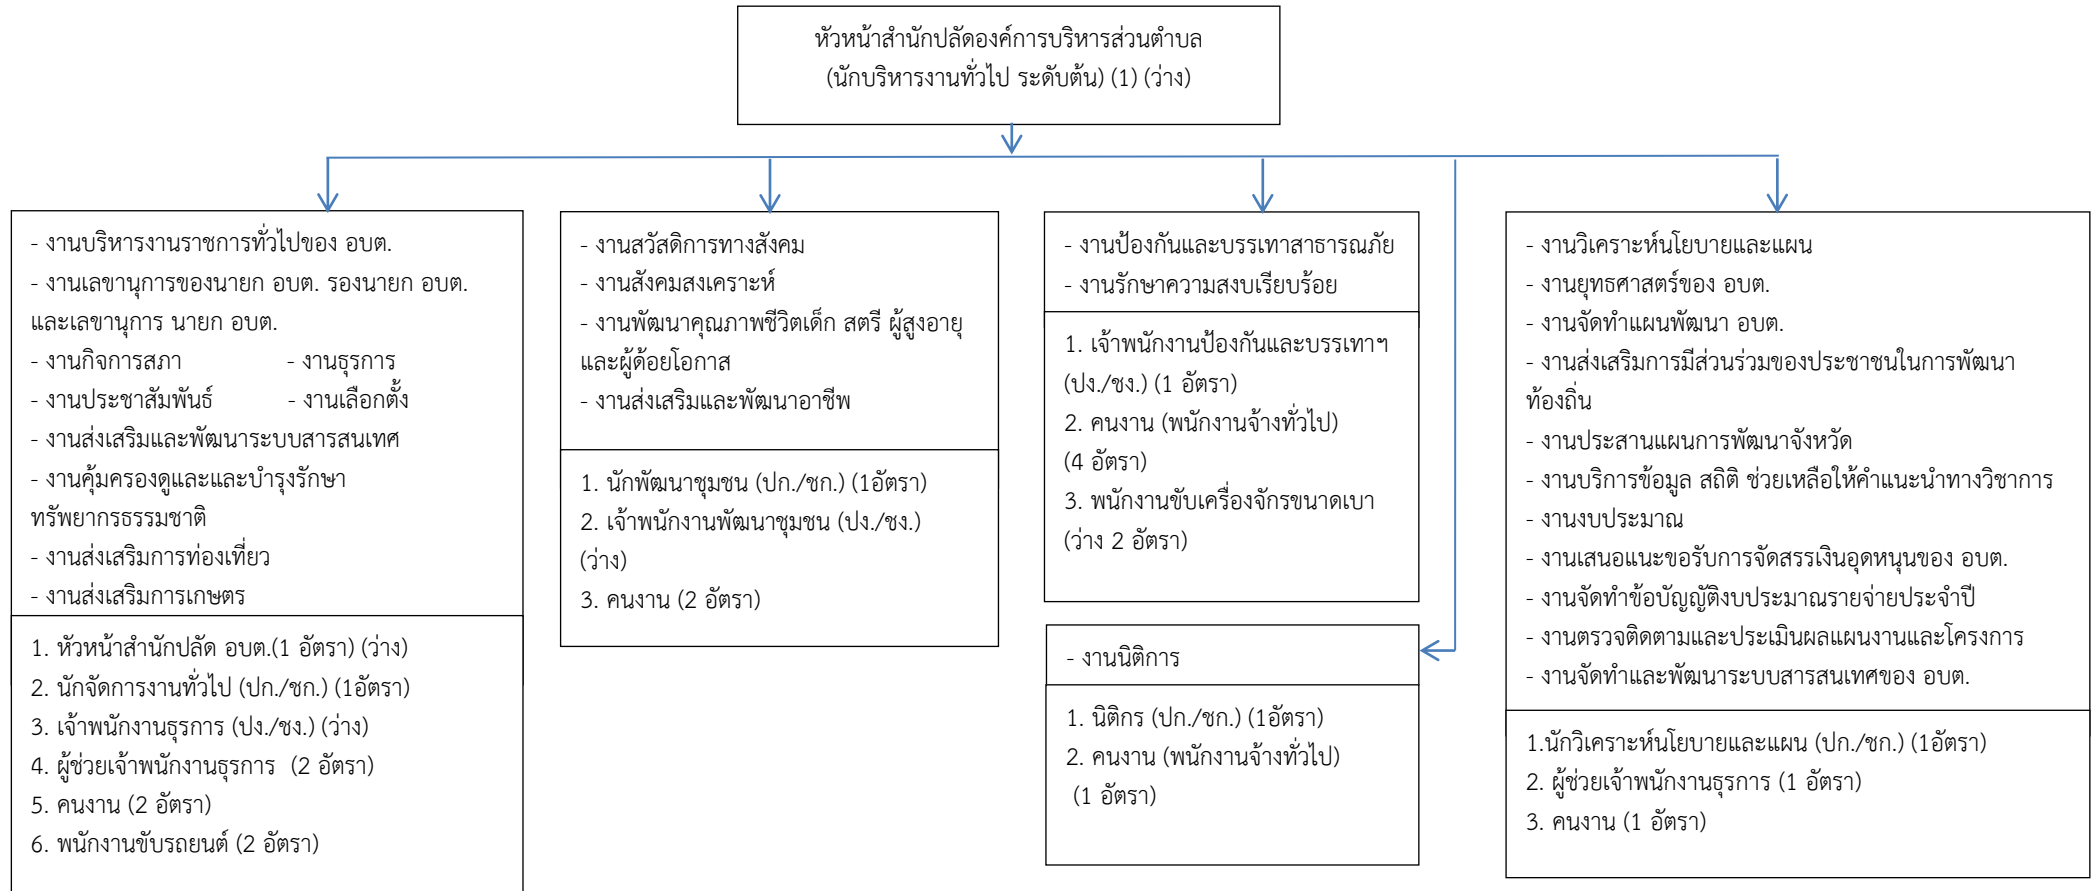 หัวหน้าสำนักปลัดองค์การบริหารส่วนตำบล
(นักบริหารงานทั่วไป ระดับต้น) (1) (ว่าง)
- งานบริหารงานราชการทั่วไปของ อบต.
- งานเลขานุการของนายก อบต. รองนายก อบต.
และเลขานุการ นายก อบต.
- งานกิจการสภา - งานธุรการ
- งานประชาสัมพันธ์ - งานเลือกตั้ง
- งานส่งเสริมและพัฒนาระบบสารสนเทศ
- งานคุ้มครองดูและและบำรุงรักษา
ทรัพยากรธรรมชาติ
- งานส่งเสริมการท่องเที่ยว
- งานส่งเสริมการเกษตร
1. หัวหน้าสำนักปลัด อบต.(1 อัตรา) (ว่าง)
2. นักจัดการงานทั่วไป (ปก./ชก.) (1อัตรา)
3. เจ้าพนักงานธุรการ (ปง./ชง.) (ว่าง)
4. ผู้ช่วยเจ้าพนักงานธุรการ (2 อัตรา)
5. คนงาน (2 อัตรา)
6. พนักงานขับรถยนต์ (2 อัตรา)
- งานสวัสดิการทางสังคม
- งานสังคมสงเคราะห์
- งานพัฒนาคุณภาพชีวิตเด็ก สตรี ผู้สูงอายุ
และผู้ด้อยโอกาส
- งานส่งเสริมและพัฒนาอาชีพ
1. นักพัฒนาชุมชน (ปก./ชก.) (1อัตรา)
2. เจ้าพนักงานพัฒนาชุมชน (ปง./ชง.)
(ว่าง)
3. คนงาน (2 อัตรา)
- งานป้องกันและบรรเทาสาธารณภัย
- งานรักษาความสงบเรียบร้อย
1. เจ้าพนักงานป้องกันและบรรเทาฯ
(ปง./ชง.) (1 อัตรา)
2. คนงาน (พนักงานจ้างทั่วไป)
(4 อัตรา)
3. พนักงานขับเครื่องจักรขนาดเบา
(ว่าง 2 อัตรา)
- งานนิติการ
1. นิติกร (ปก./ชก.) (1อัตรา)
2. คนงาน (พนักงานจ้างทั่วไป)
(1 อัตรา)
- งานวิเคราะห์นโยบายและแผน
- งานยุทธศาสตร์ของ อบต.
- งานจัดทำแผนพัฒนา อบต.
- งานส่งเสริมการมีส่วนร่วมของประชาชนในการพัฒนา
ท้องถิ่น
- งานประสานแผนการพัฒนาจังหวัด
- งานบริการข้อมูล สถิติ ช่วยเหลือให้คำแนะนำทางวิชาการ
- งานงบประมาณ
- งานเสนอแนะขอรับการจัดสรรเงินอุดหนุนของ อบต.
- งานจัดทำข้อบัญญัติงบประมาณรายจ่ายประจำปี
- งานตรวจติดตามและประเมินผลแผนงานและโครงการ
- งานจัดทำและพัฒนาระบบสารสนเทศของ อบต.
1.นักวิเคราะห์นโยบายและแผน (ปก./ชก.) (1อัตรา)
2. ผู้ช่วยเจ้าพนักงานธุรการ (1 อัตรา)
3. คนงาน (1 อัตรา)